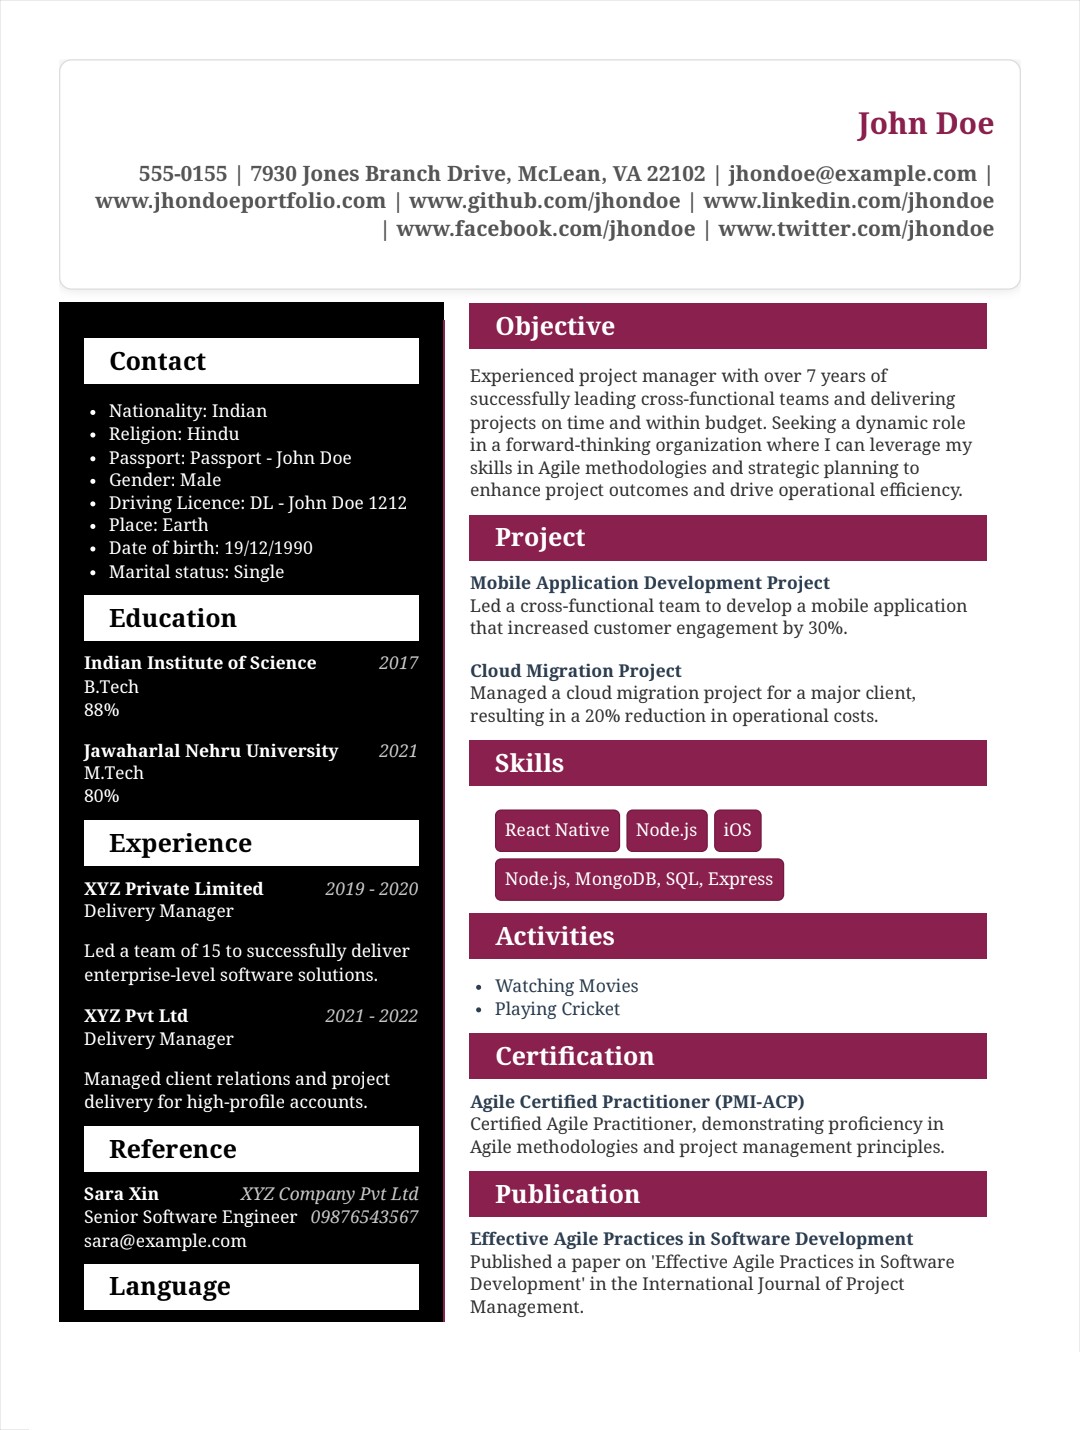 John Doe
555-0155 | 7930 Jones Branch Drive, McLean, VA 22102 | jhondoe@example.com |
www.jhondoeportfolio.com | www.github.com/jhondoe | www.linkedin.com/jhondoe
| www.facebook.com/jhondoe | www.twitter.com/jhondoe
Contact
• Nationality: Indian
• Religion: Hindu
• Passport: Passport - John Doe
• Gender: Male
• Driving Licence: DL - John Doe 1212
• Place: Earth
• Date of birth: 19/12/1990
• Marital status: Single
Education
Indian Institute of Science 2017
B.Tech
88%
Jawaharlal Nehru University 2021
M.Tech
80%
Experience
XYZ Private Limited 2019 - 2020
Delivery Manager
Led a team of 15 to successfully deliver
enterprise-level software solutions.
XYZ Pvt Ltd 2021 - 2022
Delivery Manager
Managed client relations and project
delivery for high-profile accounts.
Reference
Sara Xin XYZ Company Pvt Ltd
Senior Software Engineer 09876543567
sara@example.com
Language
Objective
Experienced project manager with over 7 years of
successfully leading cross-functional teams and delivering
projects on time and within budget. Seeking a dynamic role
in a forward-thinking organization where I can leverage my
skills in Agile methodologies and strategic planning to
enhance project outcomes and drive operational efficiency.
Project
Mobile Application Development Project
Led a cross-functional team to develop a mobile application
that increased customer engagement by 30%.
Cloud Migration Project
Managed a cloud migration project for a major client,
resulting in a 20% reduction in operational costs.
Skills
React Native Node.js iOS
Node.js, MongoDB, SQL, Express
Activities
• Watching Movies
• Playing Cricket
Certification
Agile Certified Practitioner (PMI-ACP)
Certified Agile Practitioner, demonstrating proficiency in
Agile methodologies and project management principles.
Publication
Effective Agile Practices in Software Development
Published a paper on 'Effective Agile Practices in Software
Development' in the International Journal of Project
Management.